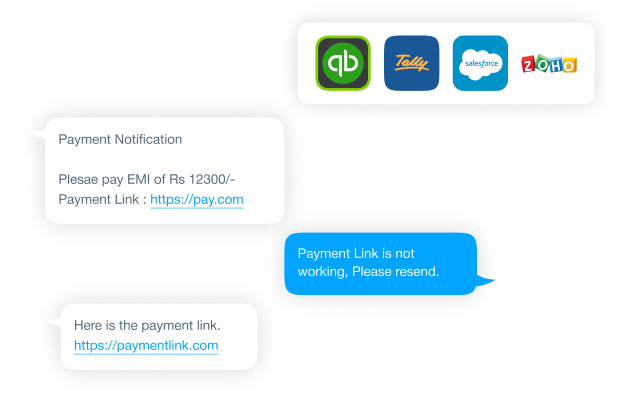 qb
Tally
salesforce
ZOHO
Payment Notification
Plesae pay EMI of Rs 12300/-
Payment Link : https://pay.com
Payment Link is not
working, Please resend.
Here is the payment link.
https://paymentlink.com